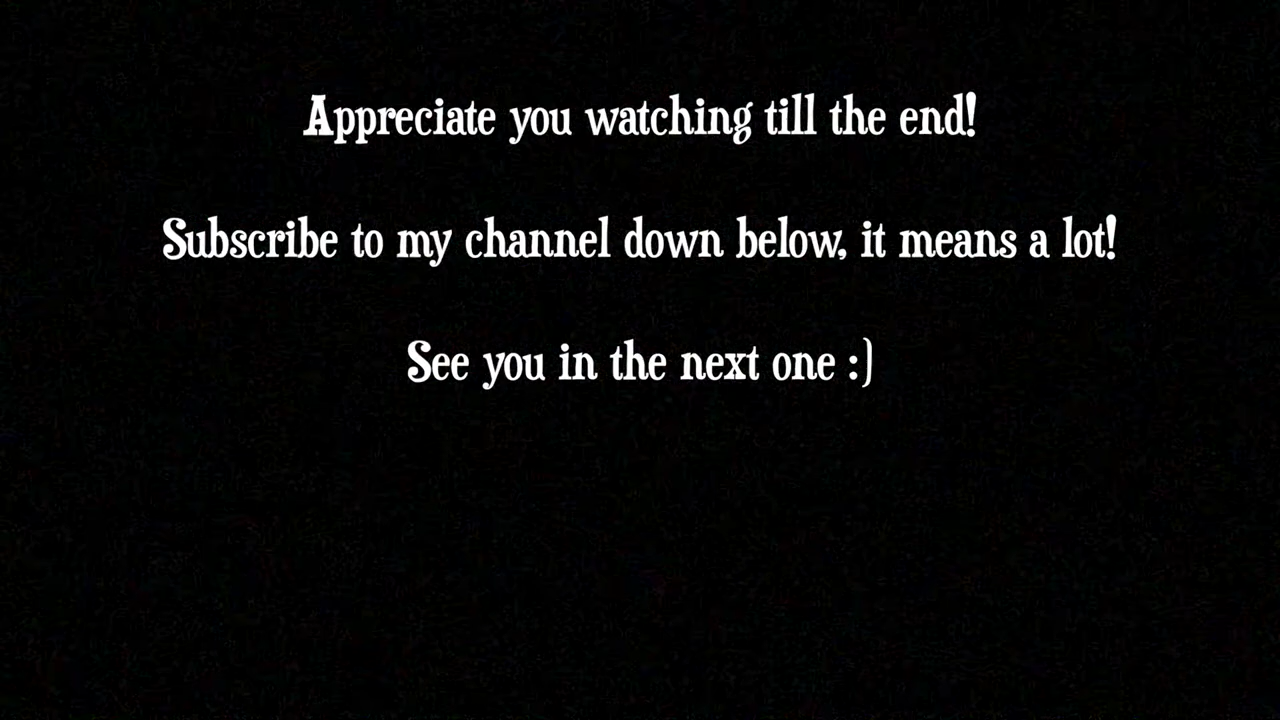 Appreciate you watching till the end!
Subscribe to my channel down below, it means a lot!
See you in the next one :)